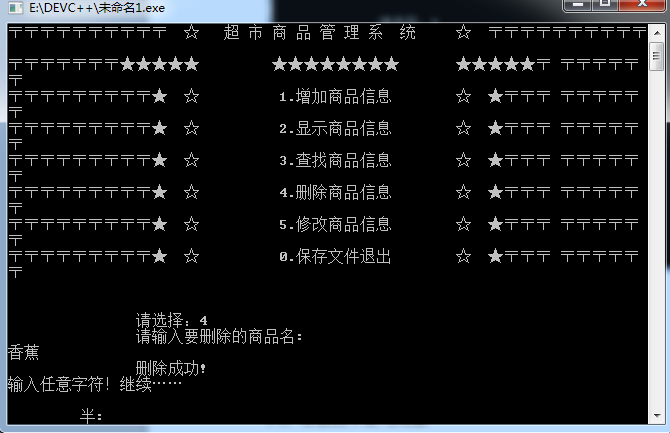 E:\DEVC++\未命名1.exe
〒〒〒〒〒〒〒〒〒〒 ☆ 超 市 商 品 管 理 系 统 ☆ 〒〒〒〒〒〒〒〒〒〒
〒〒〒〒〒〒〒★★★★★ ★★★★★★★★ ★★★★★〒 〒〒〒〒〒
〒
〒〒〒〒〒〒〒〒〒★ ☆ 1.增加商品信息 ☆ ★〒〒〒 〒〒〒〒〒
〒
〒〒〒〒〒〒〒〒〒★ ☆ 2.显示商品信息 ☆ ★〒〒〒 〒〒〒〒〒
〒
〒〒〒〒〒〒〒〒〒★ ☆ 3.查找商品信息 ☆ ★〒〒〒 〒〒〒〒〒
〒
〒〒〒〒〒〒〒〒〒★ ☆ 4.删除商品信息 ☆ ★〒〒〒 〒〒〒〒〒
〒
〒〒〒〒〒〒〒〒〒★ ☆ 5.修改商品信息 ☆ ★〒〒〒 〒〒〒〒〒
〒
〒〒〒〒〒〒〒〒〒★ ☆ 0.保存文件退出 ☆ ★〒〒〒 〒〒〒〒〒
〒
请选择：4
请输入要删除的商品名：
香蕉
删除成功！
输入任意字符！继续……
半：